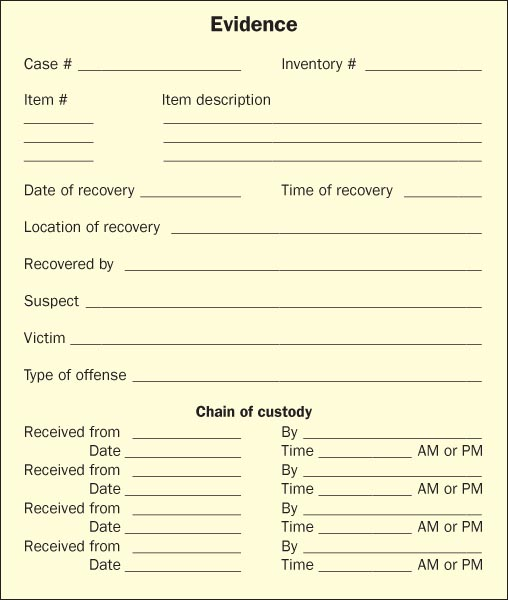 Evidence
Case # Inventory #
Item # Item description
Date of recovery Time of recovery
Location of recovery
Recovered by
Suspect
Victim
Type of offense
Chain of custody
Received from By
Date Time AM or PM
Received from By
Date Time AM or PM
Received from By
Date Time AM or PM
Received from By
Date Time AM or PM